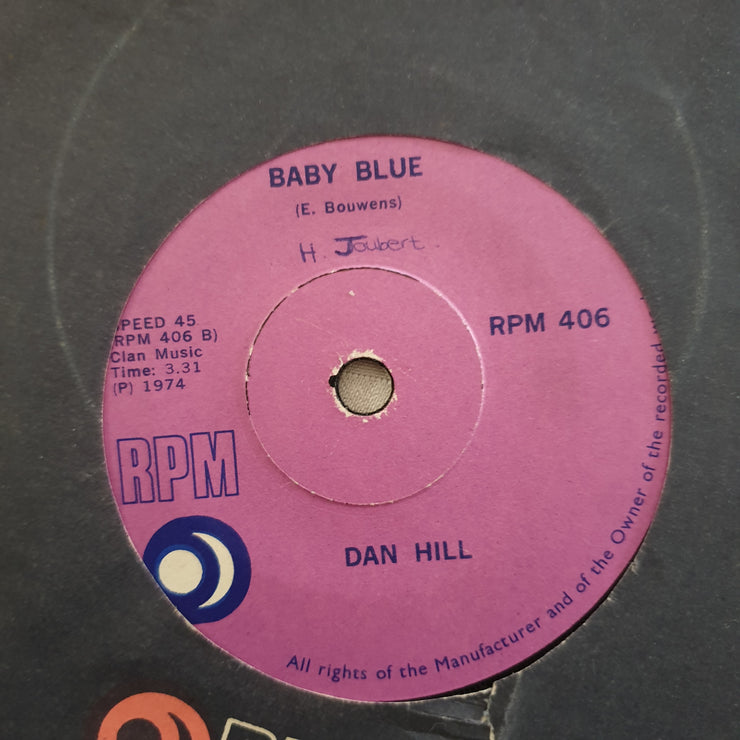 BABY BLUE
(E. Bouwens)
H. Joubert.
PEED 45
RPM 406 B)
Clan Music
Time: 3.31
(P) 1974
RPM 406
RPM
DAN HILL
All rights of the Manufacturer and of the Owner of the recorded